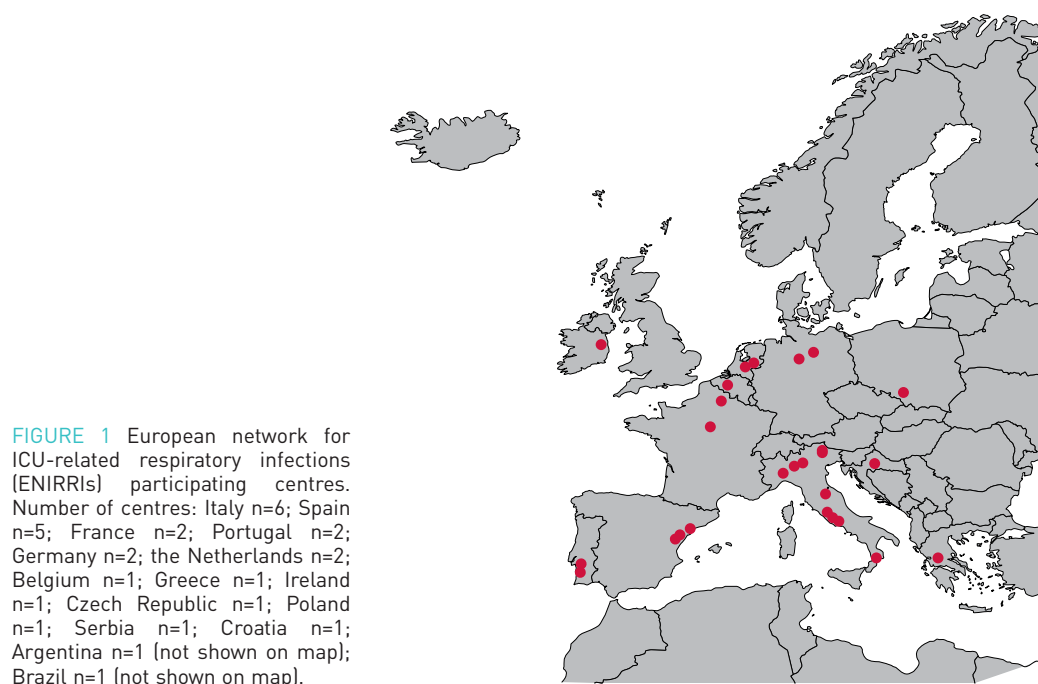 FIGURE 1 European network for
ICU-related respiratory infections
(ENIRRIs) participating centres.
Number of centres: Italy n=6; Spain
n=5; France n=2; Portugal n=2;
Germany n=2; the Netherlands n=2;
Belgium n=1; Greece n=1; Ireland
n=1; Czech Republic n=1; Poland
n=1; Serbia n=1; Croatia n=1;
Argentina n=1 (not shown on map);
Brazil n=1 (not shown on map).